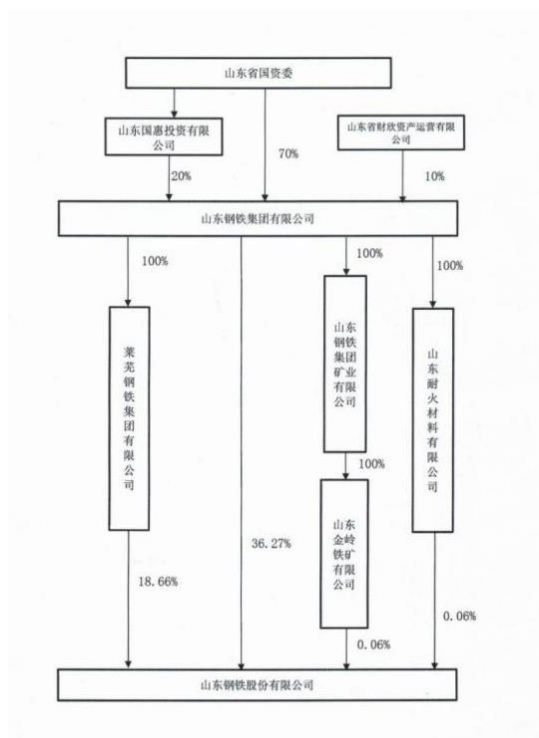 山东省国资委
山东国惠投资有限
公司
山东省财欣资产运营有限
公司
20%
70%
10%
山东钢铁集团有限公司
100%
100%
100%
莱芜钢铁集团有限公司
山东
钢铁
集团
矿业
有限
公司
山东耐火材料有限公司
100%
山东
金岭
铁矿
有限
公司
36.27%
18.66%
0.06%
0.06%
山东钢铁股份有限公司